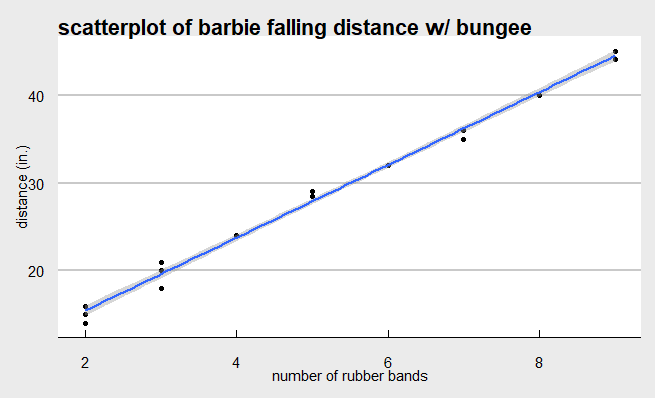 scatterplot of barbie falling distance w/ bungee
distance (in.)
40
30
20
2 4 6 8
number of rubber bands